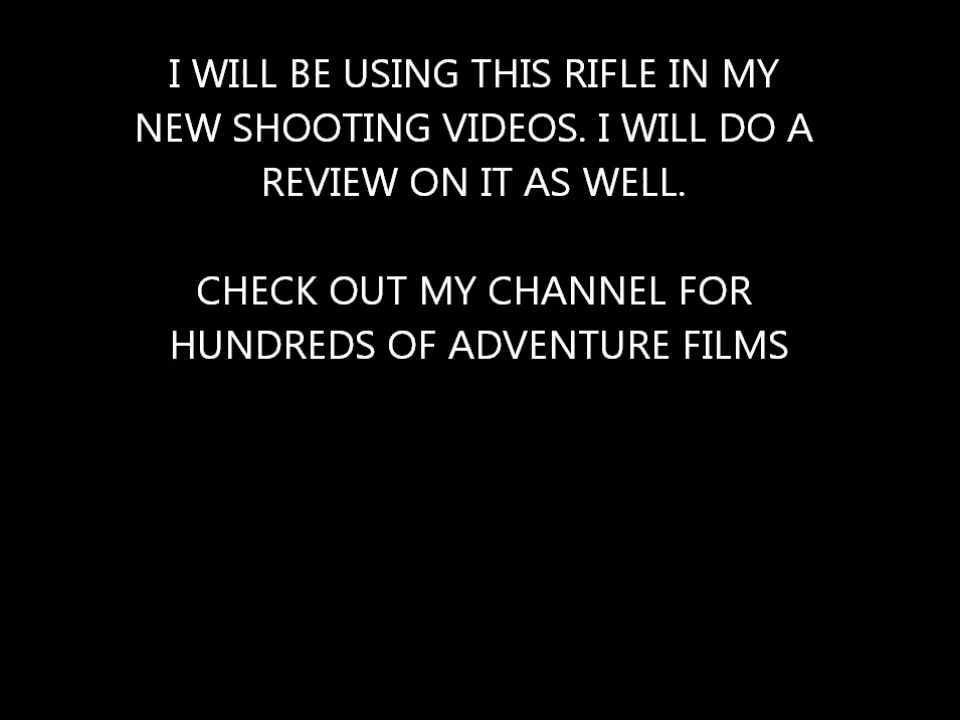 I WILL BE USING THIS RIFLE IN MY
NEW SHOOTING VIDEOS. I WILL DO A
REVIEW ON IT AS WELL.
CHECK OUT MY CHANNEL FOR
HUNDREDS OF ADVENTURE FILMS